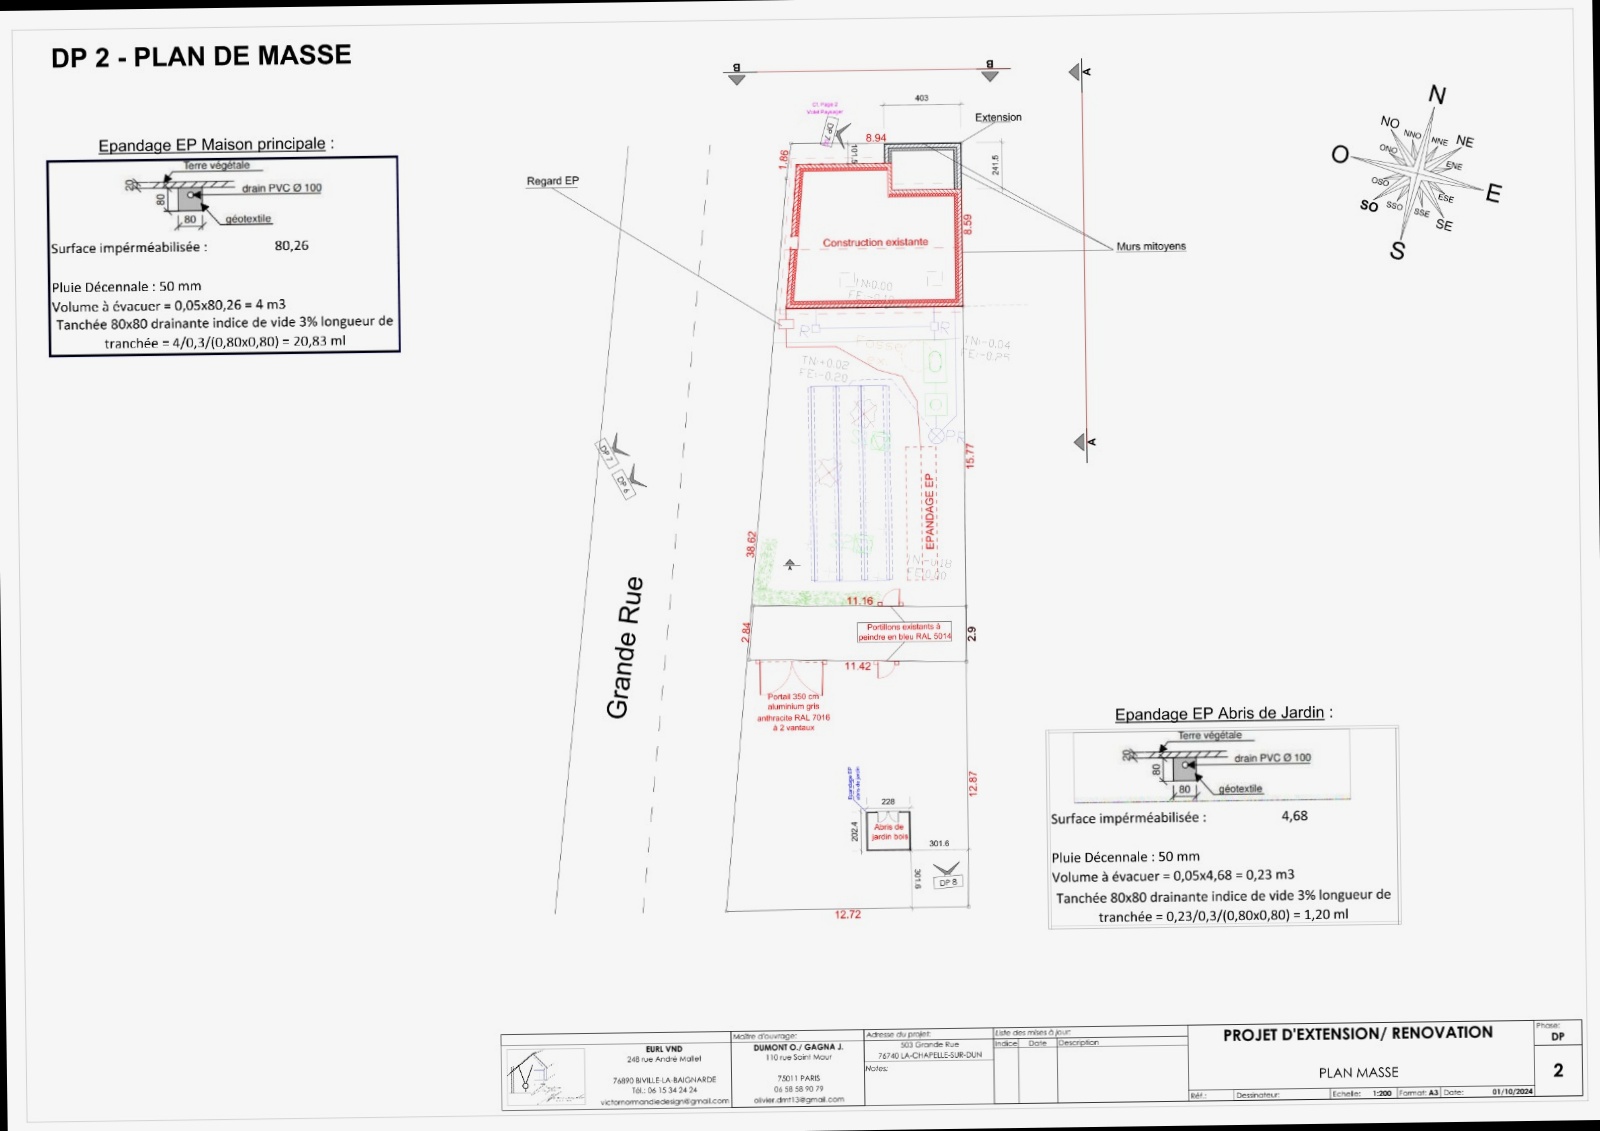 DP 2 - PLAN DE MASSE
B
B
A
403
Extension
8.94
1.86
241.5
Regard EP
8.59
Construction existante
Murs mitoyens
N
NNO
NNE
NO
NE
ONO
ENE
O
E
OSO
ESE
SO
SSO
SSE
SE
S
Epandage EP Maison principale :
Terre végétale
20
drain PVC Ø 100
80
80
géotextile
Surface impérméabilisée : 80,26
Pluie Décennale : 50 mm
Volume à évacuer = 0,05x80,26 = 4 m3
Tanchée 80x80 drainante indice de vide 3% longueur de
tranchée = 4/0,3/(0,80x0,80) = 20,83 ml
R
R
TN:-0.04
TN:+0.02
FE:-0.20
A
DP 7
DP 6
15.77
EPANDAGE EP
38.62
11.16
Portillons existants à
peindre en bleu RAL 5014
2.84
2.9
11.42
Grande Rue
Portail 350 cm
aluminium gris
anthracite RAL 7016
à 2 vantaux
12.87
Epandage EP
abris de jardin
228
202.4
Abris de
jardin bois
301.6
301.6
DP 8
12.72
Epandage EP Abris de Jardin :
Terre végétale
20
drain PVC Ø 100
80
80
géotextile
Surface impérméabilisée : 4,68
Pluie Décennale : 50 mm
Volume à évacuer = 0,05x4,68 = 0,23 m3
Tanchée 80x80 drainante indice de vide 3% longueur de
tranchée = 0,23/0,3/(0,80x0,80) = 1,20 ml
EURL VND
248 rue André Mallet
76890 BIVILLE-LA-BAIGNARDE
Tél.: 06 15 34 24 24
victornormandiedesign@gmail.com
Maître d'ouvrage:
DUMONT O./ GAGNA J.
110 rue Saint Maur
75011 PARIS
06 58 58 90 79
olivier.dmt13@gmail.com
Adresse du projet:
503 Grande Rue
76740 LA-CHAPELLE-SUR-DUN
Notes:
Liste des mises à jour:
Indice Date Description
PROJET D'EXTENSION/ RENOVATION
PLAN MASSE
Réf.: Dessinateur: Echelle: 1:200 Format: A3 Date: 01/10/2024
Phase:
DP
2